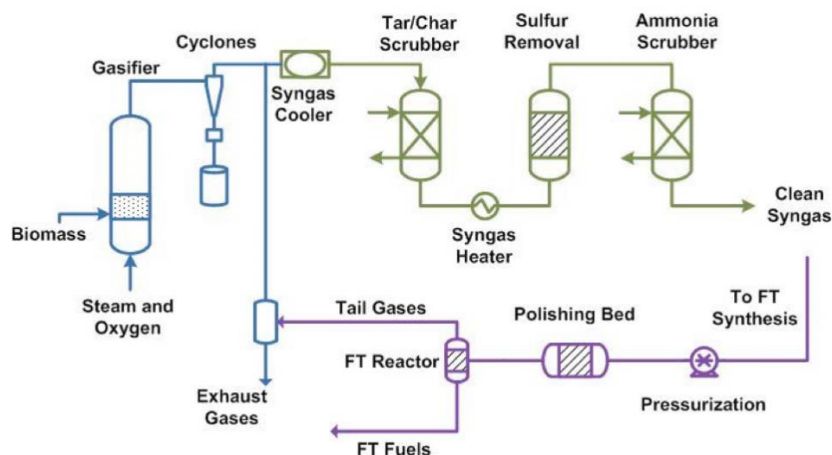 Gasifier
Cyclones
Syngas
Cooler
Tar/Char
Scrubber
Sulfur
Removal
Ammonia
Scrubber
Biomass
Steam and
Oxygen
Syngas
Heater
Clean
Syngas
To FT
Synthesis
Pressurization
Polishing Bed
FT Reactor
Tail Gases
Exhaust
Gases
FT Fuels